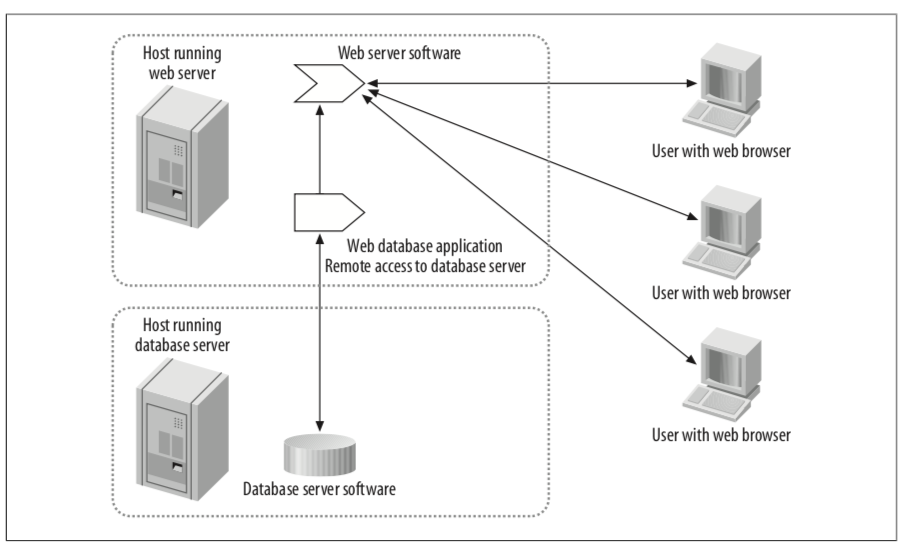 Host running
web server
Web server software
User with web browser
User with web browser
Web database application
Remote access to database server
Host running
database server
User with web browser
Database server software